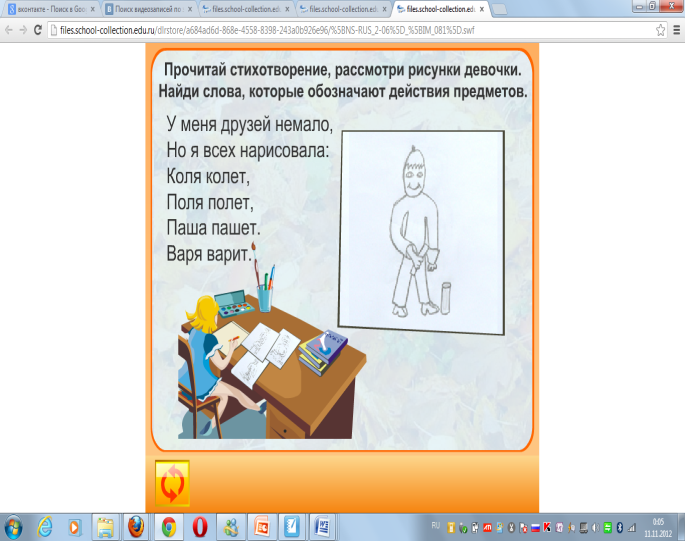 вконтакте - Поиск в Goog
Поиск видеозаписей по з
files.school-collection.edu.
files.school-collection.edu.
files.school-collection.edu.
files.school-collection.edu.ru/dlrstore/a684ad6d-868e-4558-8398-243a0b926e96/%5BNS-RUS_2-06%5D_%5BIM_081%5D.swf
Прочитай стихотворение, рассмотри рисунки девочки.
Найди слова, которые обозначают действия предметов.
У меня друзей немало,
Но я всех нарисовала:
Коля колет,
Поля полет,
Паша пашет.
Варя варит.
RU
0:05
13.11.2012